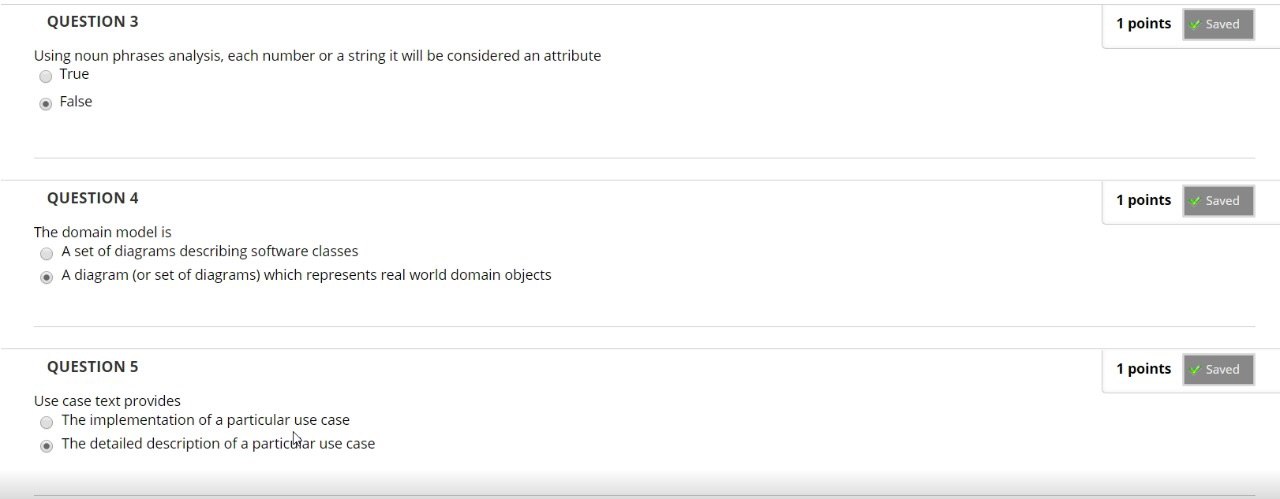 QUESTION 3
1 points
Saved
Using noun phrases analysis, each number or a string it will be considered an attribute
True
False
QUESTION 4
1 points
Saved
The domain model is
A set of diagrams describing software classes
A diagram (or set of diagrams) which represents real world domain objects
QUESTION 5
1 points
Saved
Use case text provides
The implementation of a particular use case
The detailed description of a particular use case